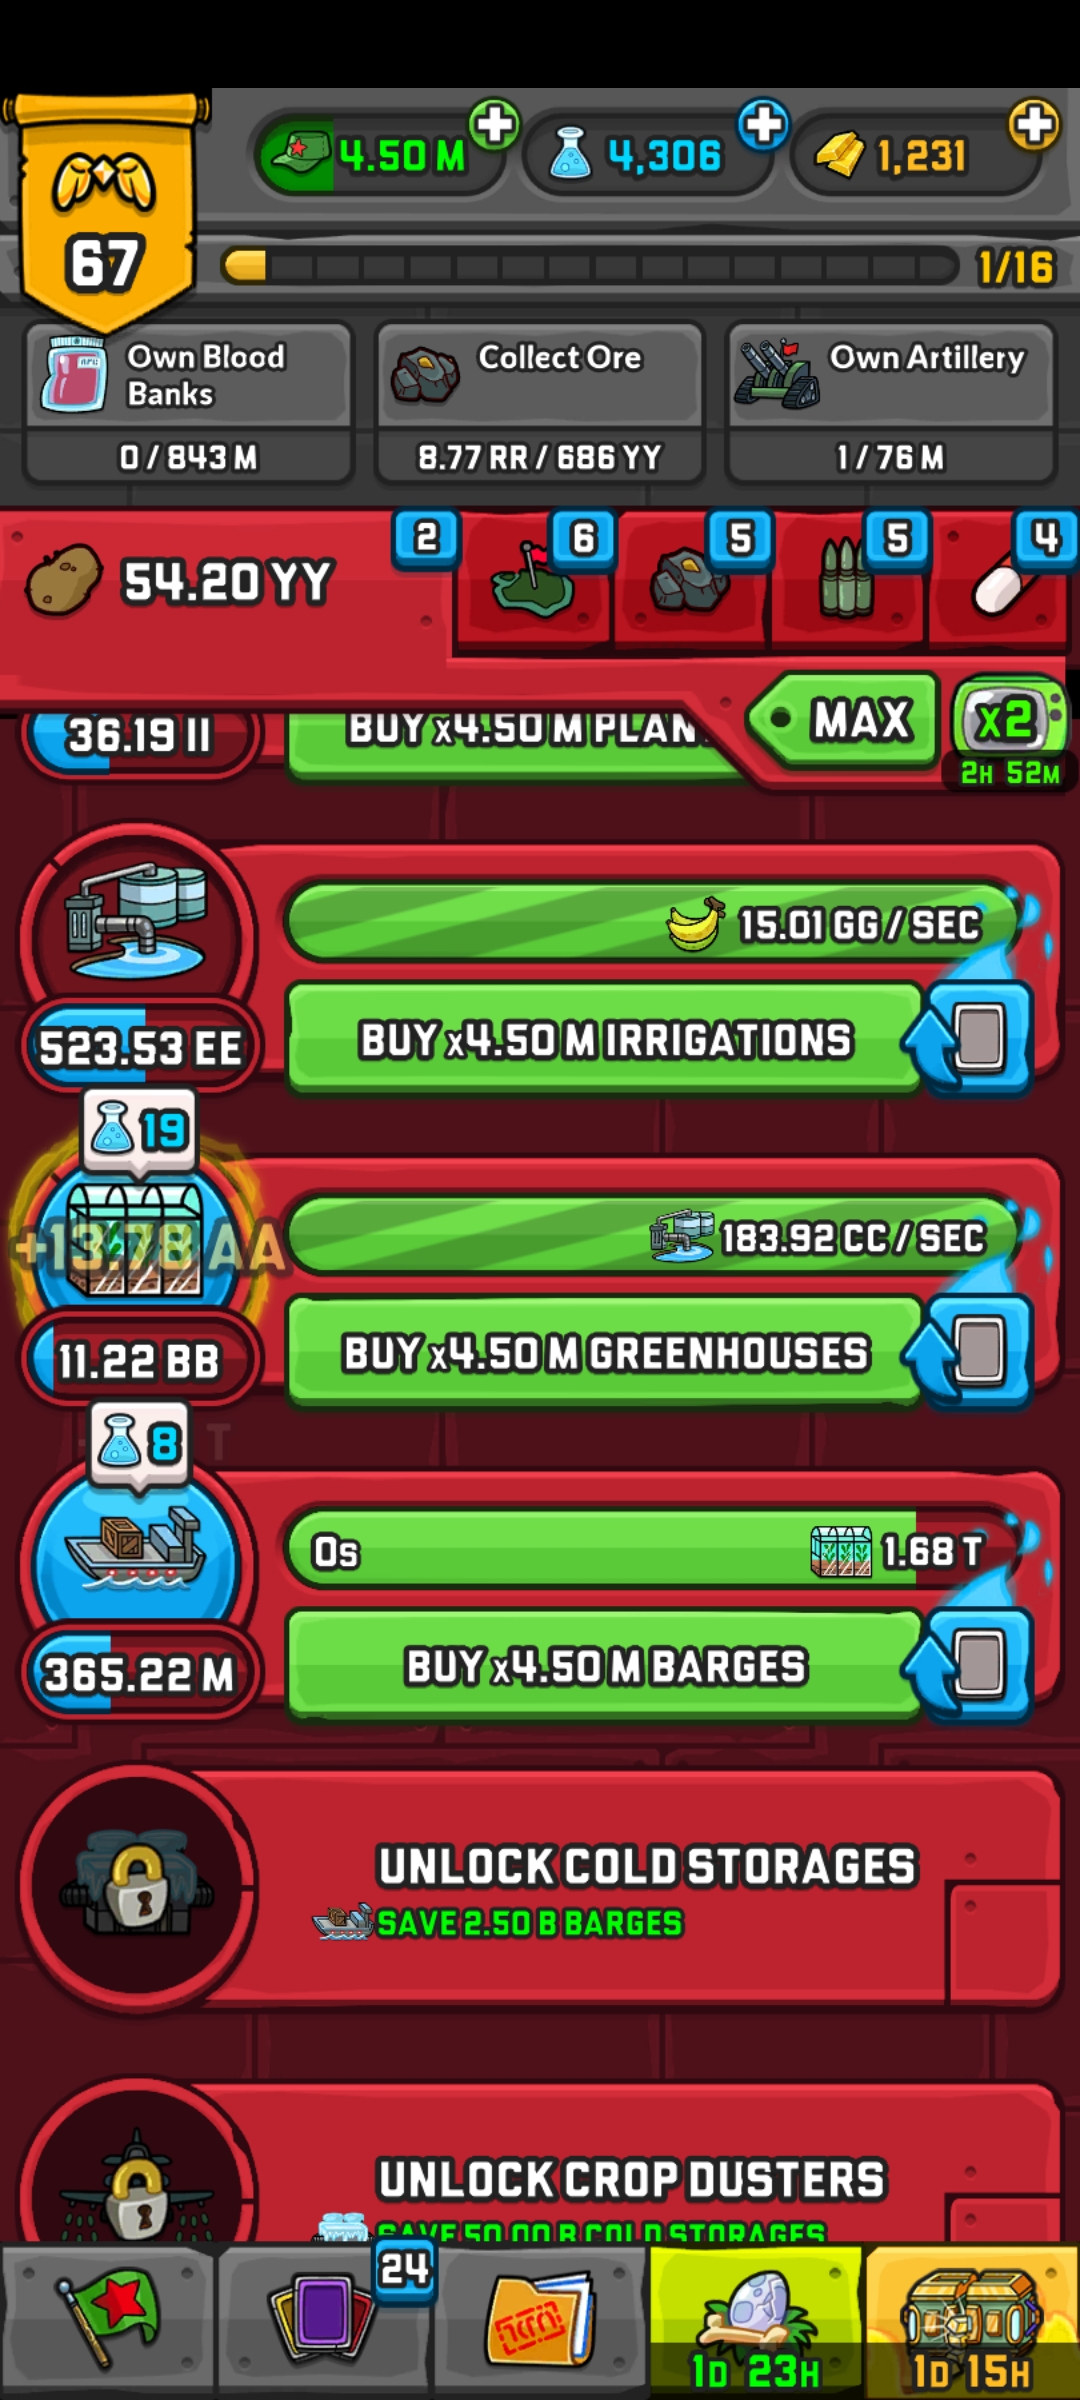 4.50 M
4,306
1,231
67
1/16
Own Blood
Banks
0 / 843 M
Collect Ore
8.77 RR / 686 YY
Own Artillery
1 / 76 M
54.20 YY
2
6
5
5
4
MAX
x2
2H 52M
36.19 II
BUY x4.50 M PLAN
15.01 GG / SEC
523.53 EE
BUY x4.50 M IRRIGATIONS
19
+13.78 AA
183.92 CC / SEC
11.22 BB
BUY x4.50 M GREENHOUSES
8
T
0s
1.68 T
365.22 M
BUY x4.50 M BARGES
UNLOCK COLD STORAGES
SAVE 2.50 B BARGES
UNLOCK CROP DUSTERS
SAVE 50.00 B COLD STORAGES
24
1D 23H
1D 15H